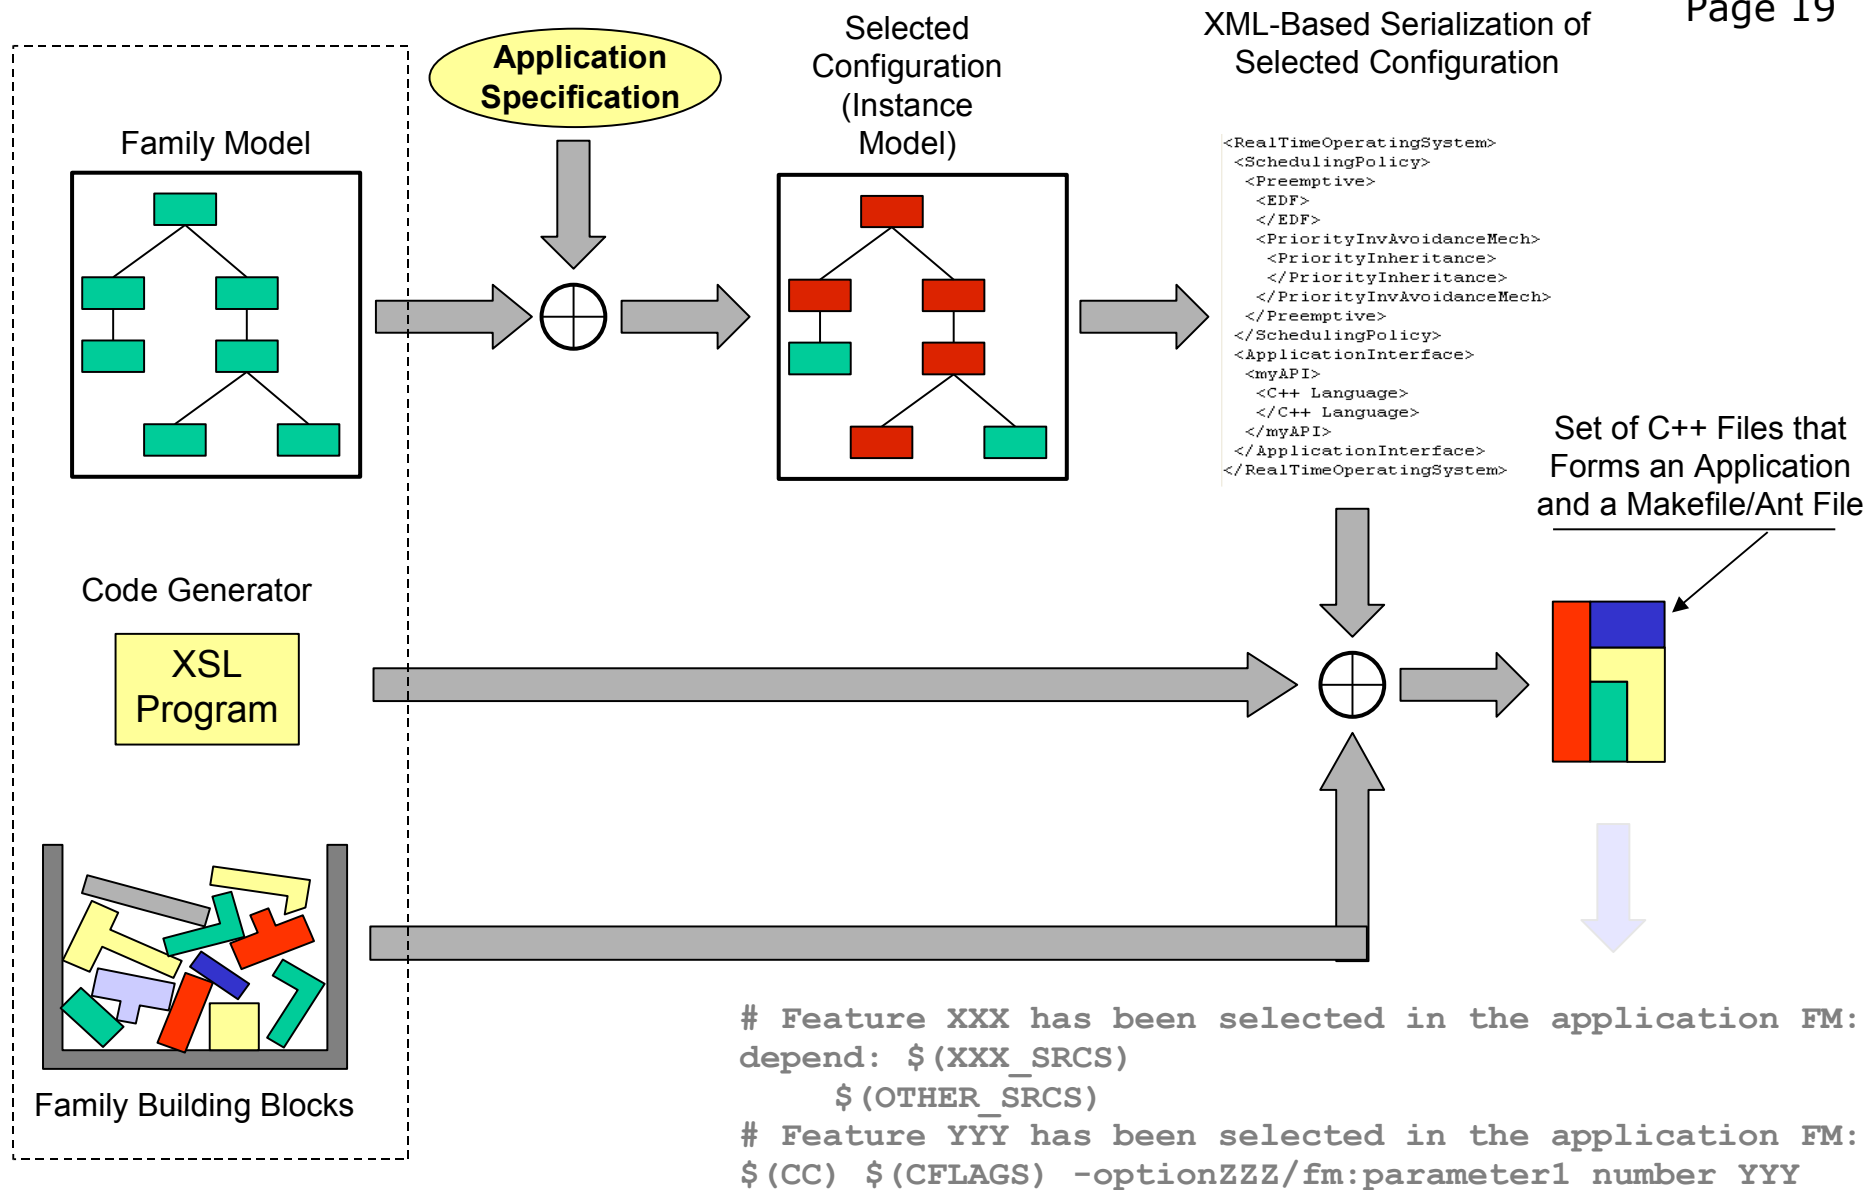 Page 19
Application
Specification
Selected
Configuration
(Instance
Model)
XML-Based Serialization of
Selected Configuration
Family Model
<RealTimeOperatingSystem>
<SchedulingPolicy>
<Preemptive>
<EDF>
</EDF>
<PriorityInvAvoidanceMech>
<PriorityInheritance>
</PriorityInheritance>
</PriorityInvAvoidanceMech>
</Preemptive>
</SchedulingPolicy>
<ApplicationInterface>
<myAPI>
<C++ Language>
</C++ Language>
</myAPI>
</ApplicationInterface>
</RealTimeOperatingSystem>
Set of C++ Files that
Forms an Application
and a Makefile/Ant File
Code Generator
XSL
Program
Family Building Blocks
# Feature XXX has been selected in the application FM:
depend: $(XXX_SRCS)
$(OTHER_SRCS)
# Feature YYY has been selected in the application FM:
$(CC) $(CFLAGS) -optionZZZ/fm:parameter1 number YYY